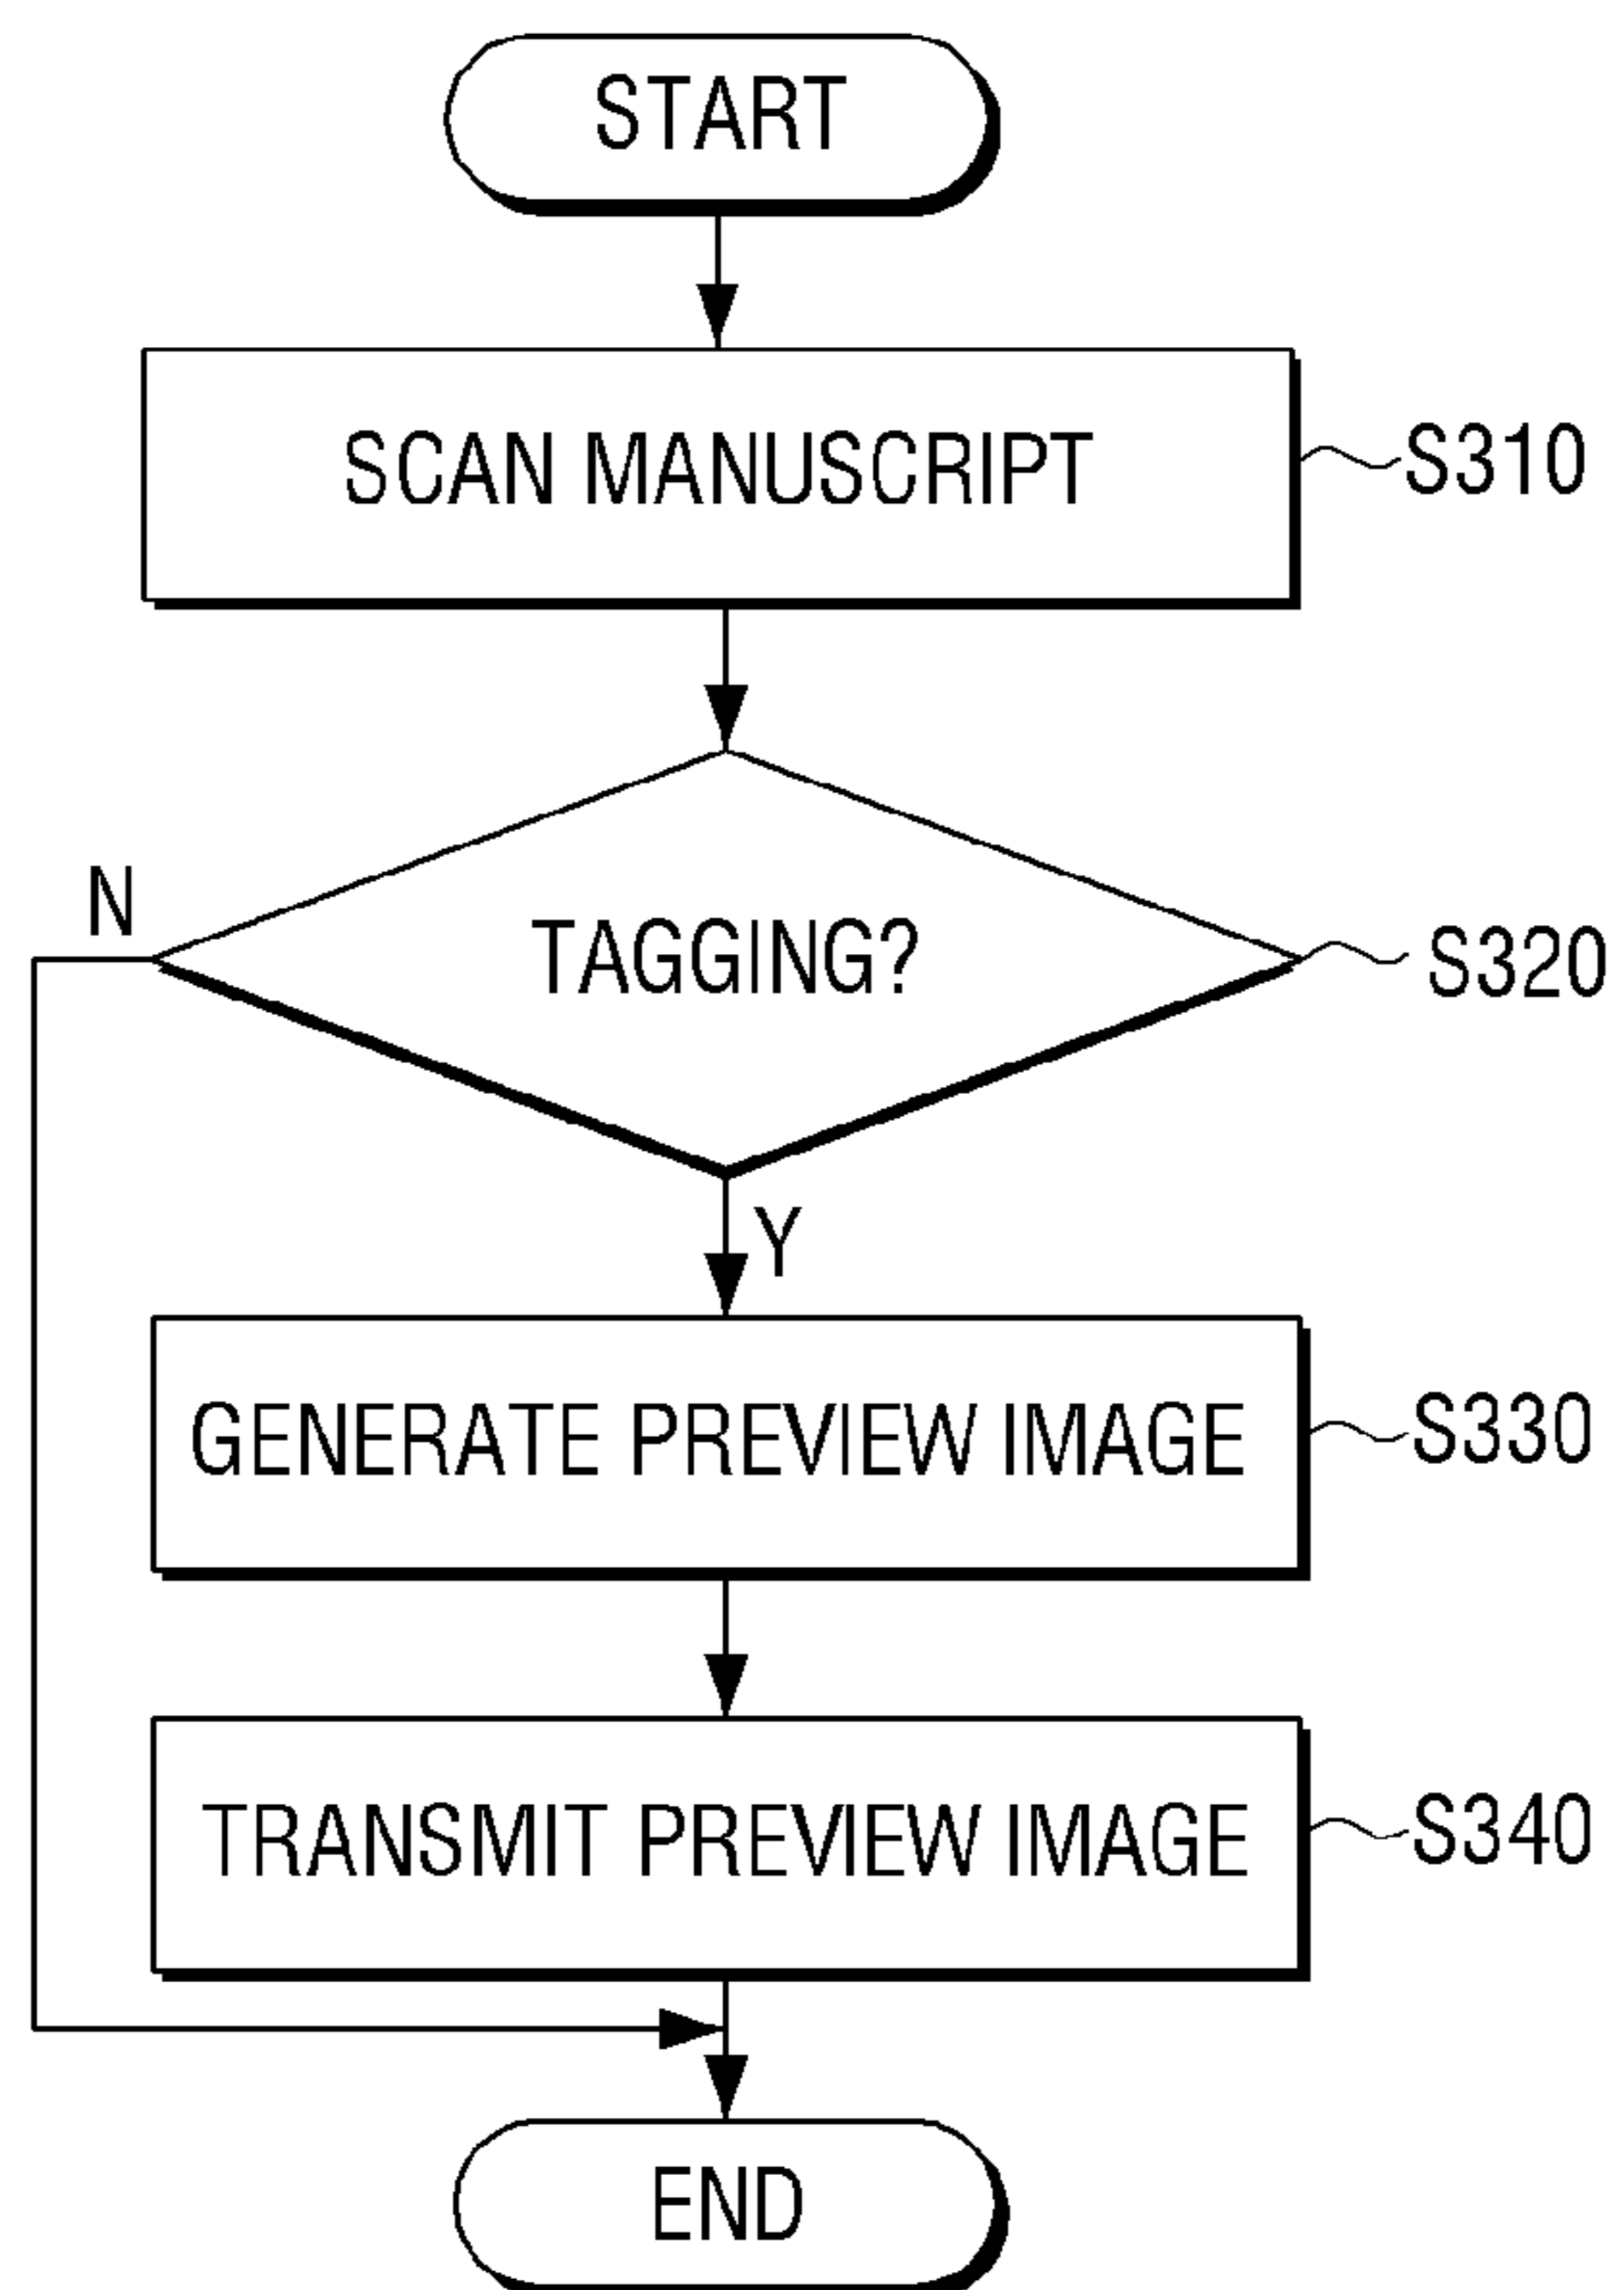 START
SCAN MANUSCRIPT
S310
N
TAGGING?
S320
Y
GENERATE PREVIEW IMAGE
S330
TRANSMIT PREVIEW IMAGE
S340
END